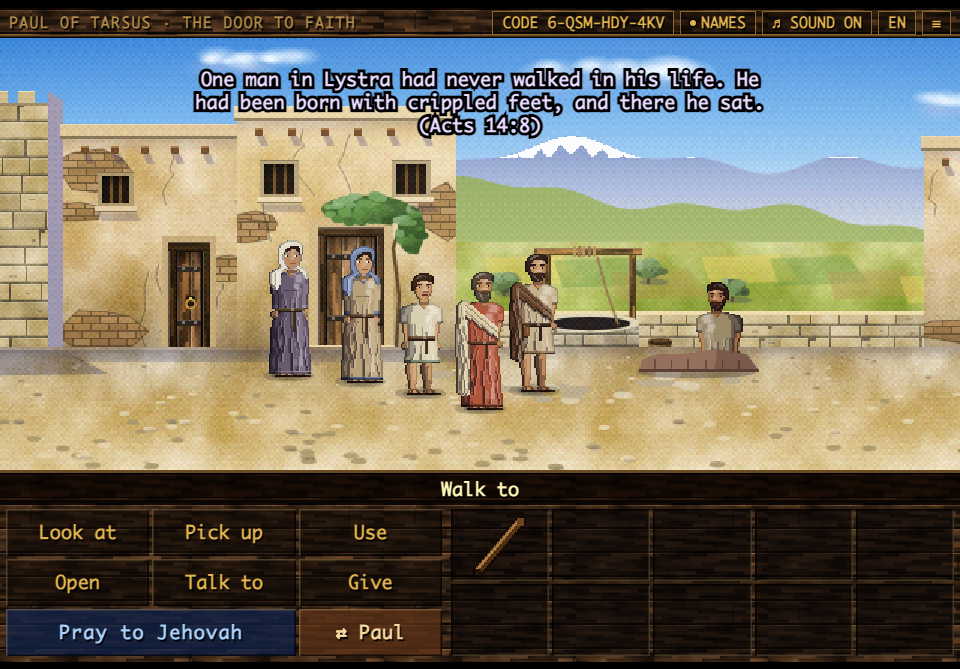 PAUL OF TARSUS · THE DOOR TO FAITH
CODE 6-QSM-HDY-4KV
• NAMES
♬ SOUND ON
EN
≡
One man in Lystra had never walked in his life. He
had been born with crippled feet, and there he sat.
(Acts 14:8)
Walk to
Look at
Pick up
Use
Open
Talk to
Give
Pray to Jehovah
⇄ Paul